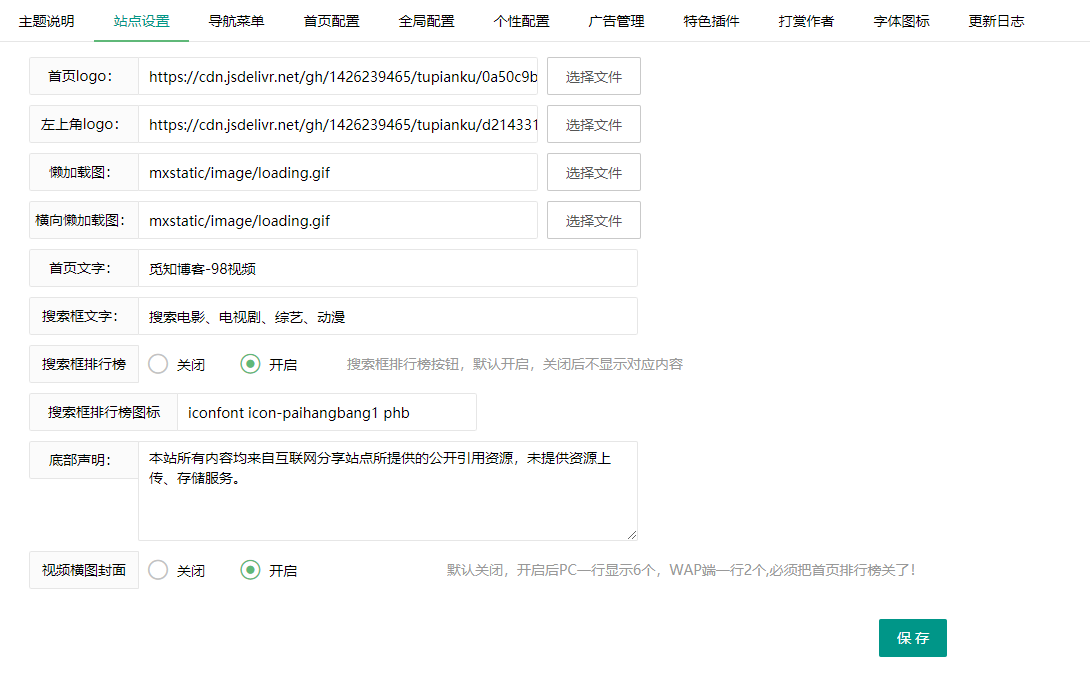 主题说明 站点设置 导航菜单 首页配置 全局配置 个性配置 广告管理 特色插件 打赏作者 字体图标 更新日志
首页logo： https://cdn.jsdelivr.net/gh/1426239465/tupianku/0a50c9b 选择文件
左上角logo： https://cdn.jsdelivr.net/gh/1426239465/tupianku/d214331 选择文件
懒加载图： mxstatic/image/loading.gif 选择文件
横向懒加载图： mxstatic/image/loading.gif 选择文件
首页文字： 觅知博客-98视频
搜索框文字： 搜索电影、电视剧、综艺、动漫
搜索框排行榜 关闭 开启 搜索框排行榜按钮，默认开启，关闭后不显示对应内容
搜索框排行榜图标 iconfont icon-paihangbang1 phb
底部声明： 本站所有内容均来自互联网分享站点所提供的公开引用资源，未提供资源上
传、存储服务。
视频横图封面 关闭 开启 默认关闭，开启后PC一行显示6个，WAP端一行2个,必须把首页排行榜关了！
保 存